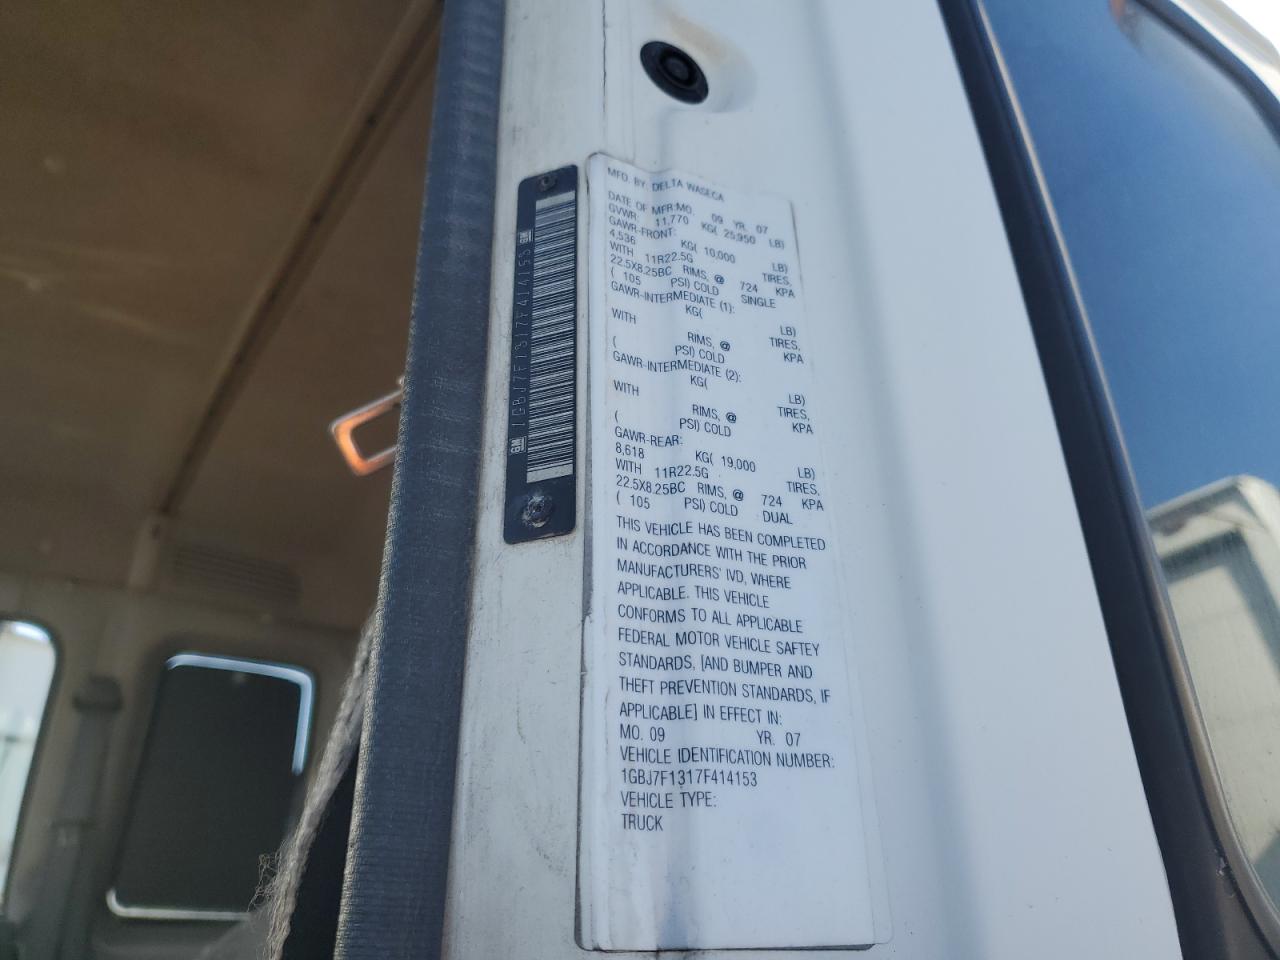 GM 1GBJ7F1317F414153 GM
MFD. BY: DELTA WASECA
DATE OF MFR:MO. 09 YR. 07
GVWR: 11,770 KG( 25,950 LB)
GAWR-FRONT:
4,536 KG( 10,000 LB)
WITH 11R22.5G TIRES,
22.5X8.25BC RIMS, @ 724 KPA
( 105 PSI) COLD SINGLE
GAWR-INTERMEDIATE (1):
KG( LB)
WITH TIRES,
RIMS, @ KPA
( PSI) COLD
GAWR-INTERMEDIATE (2):
KG( LB)
WITH TIRES,
RIMS, @ KPA
( PSI) COLD
GAWR-REAR:
8,618 KG( 19,000 LB)
WITH 11R22.5G TIRES,
22.5X8.25BC RIMS, @ 724 KPA
( 105 PSI) COLD DUAL
THIS VEHICLE HAS BEEN COMPLETED
IN ACCORDANCE WITH THE PRIOR
MANUFACTURERS' IVD, WHERE
APPLICABLE. THIS VEHICLE
CONFORMS TO ALL APPLICABLE
FEDERAL MOTOR VEHICLE SAFTEY
STANDARDS, [AND BUMPER AND
THEFT PREVENTION STANDARDS, IF
APPLICABLE] IN EFFECT IN:
MO. 09 YR. 07
VEHICLE IDENTIFICATION NUMBER:
1GBJ7F1317F414153
VEHICLE TYPE:
TRUCK